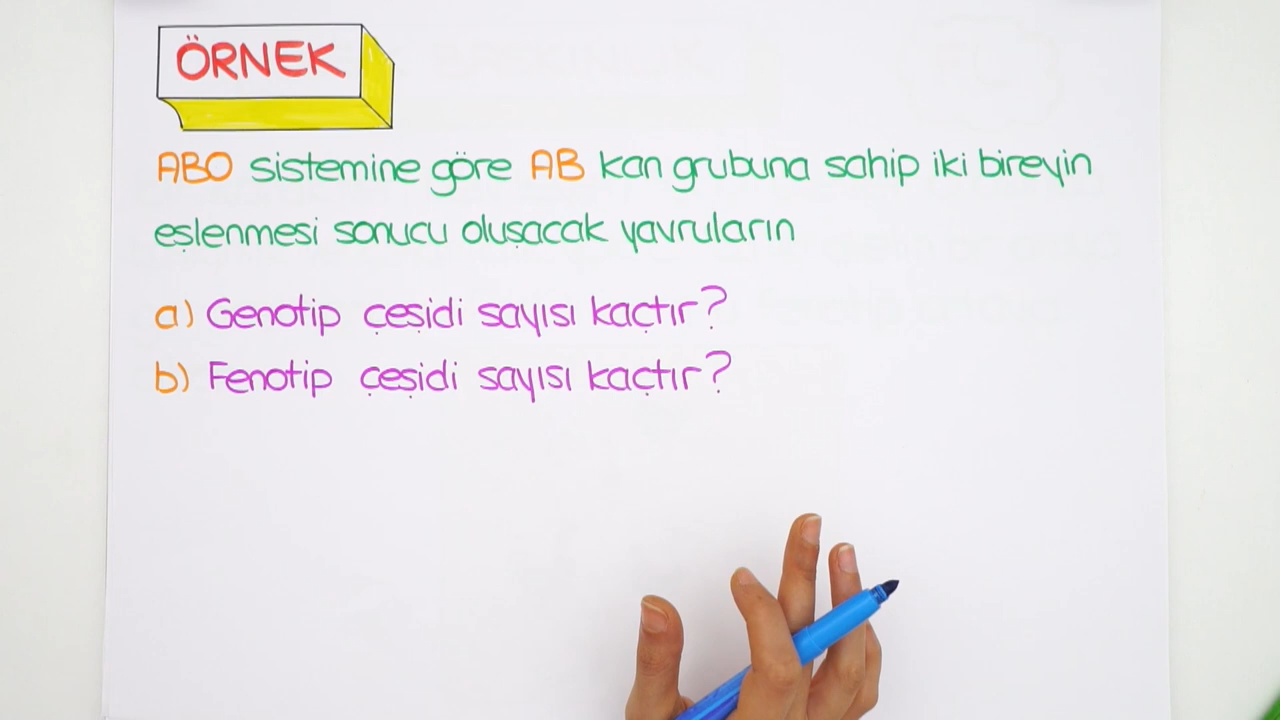 ÖRNEK
ABO sistemine göre AB kan grubuna sahip iki bireyin
eşlenmesi sonucu oluşacak yavruların
a) Genotip çeşidi sayısı kaçtır?
b) Fenotip çeşidi sayısı kaçtır?